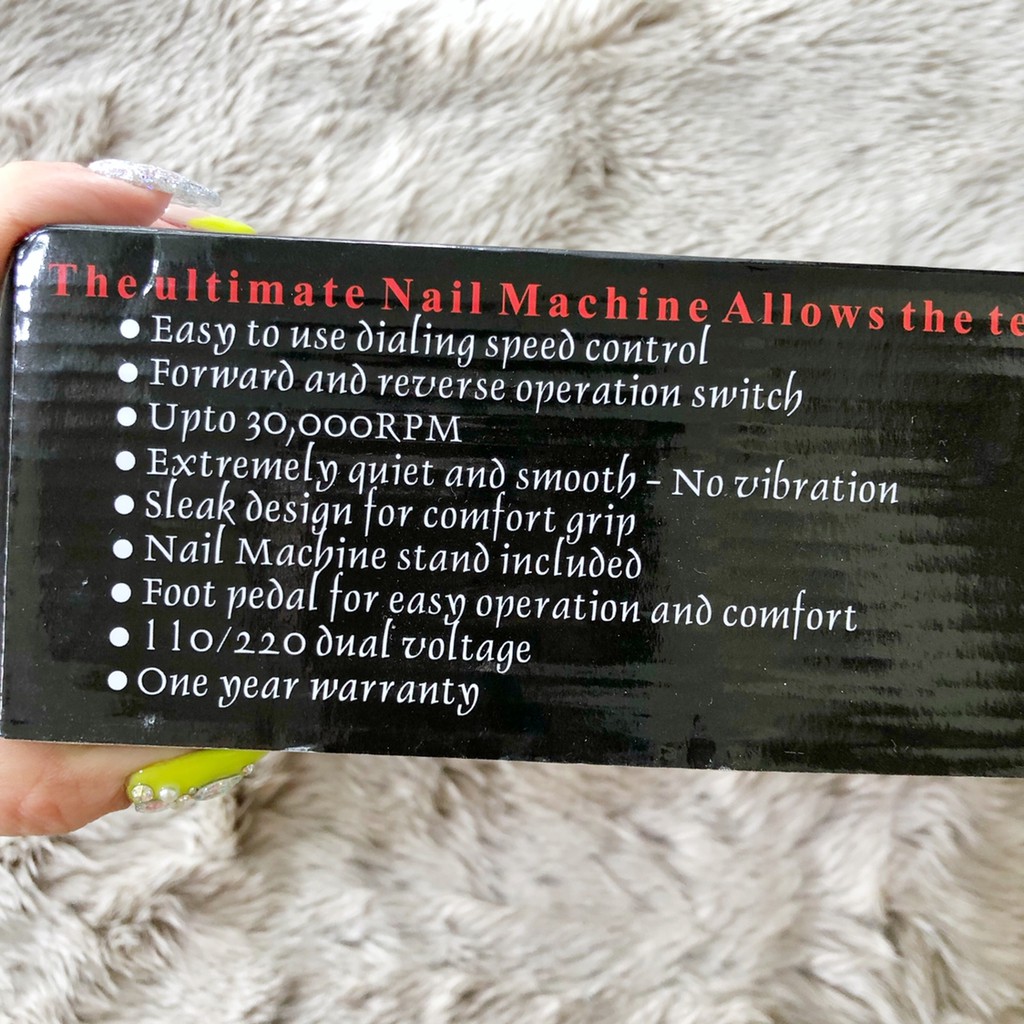 The ultimate Nail Machine Allows the
● Easy to use dialing speed control
● Forward and reverse operation switch
● Upto 30,000RPM
● Extremely quiet and smooth - No vibration
● Sleak design for comfort grip
● Nail Machine stand included
● Foot pedal for easy operation and comfort
● 110/220 dual voltage
● One year warranty